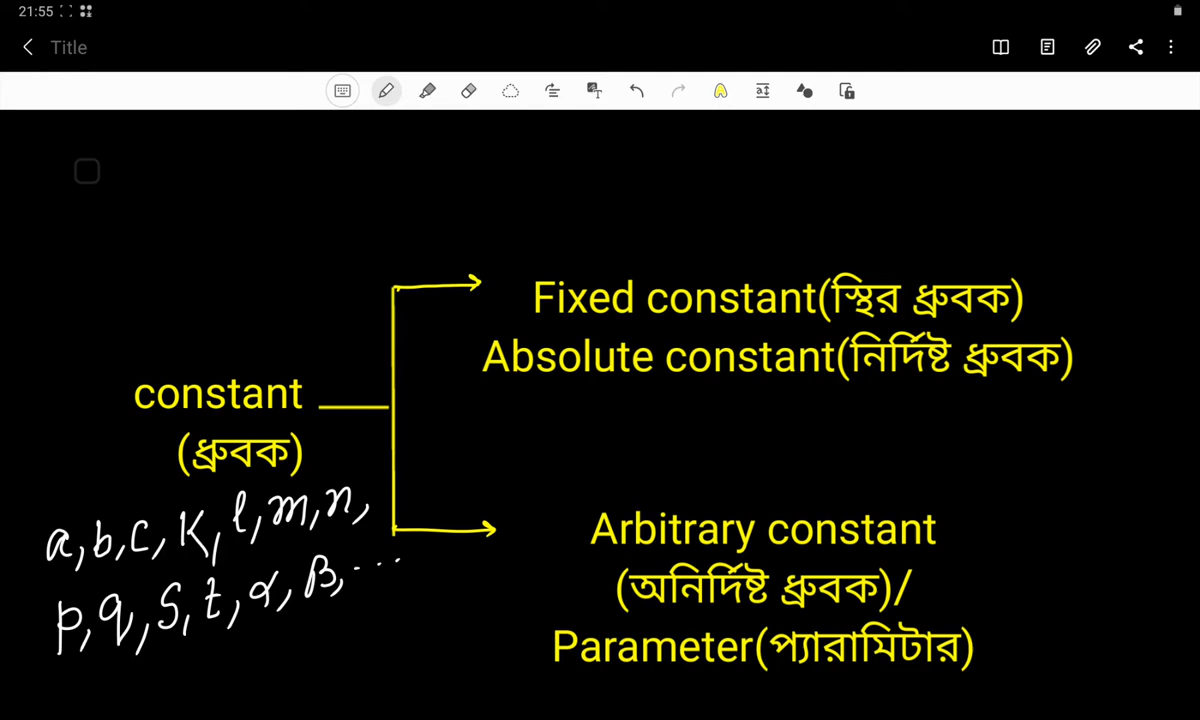 21:55
Title
Fixed constant(স্থির ধ্রুবক)
Absolute constant(নির্দিষ্ট ধ্রুবক)
constant
(ধ্রুবক)
a, b, c, K, l, m, n,
p, q, s, t, α, β, ...
Arbitrary constant
(অনির্দিষ্ট ধ্রুবক)/
Parameter(প্যারামিটার)